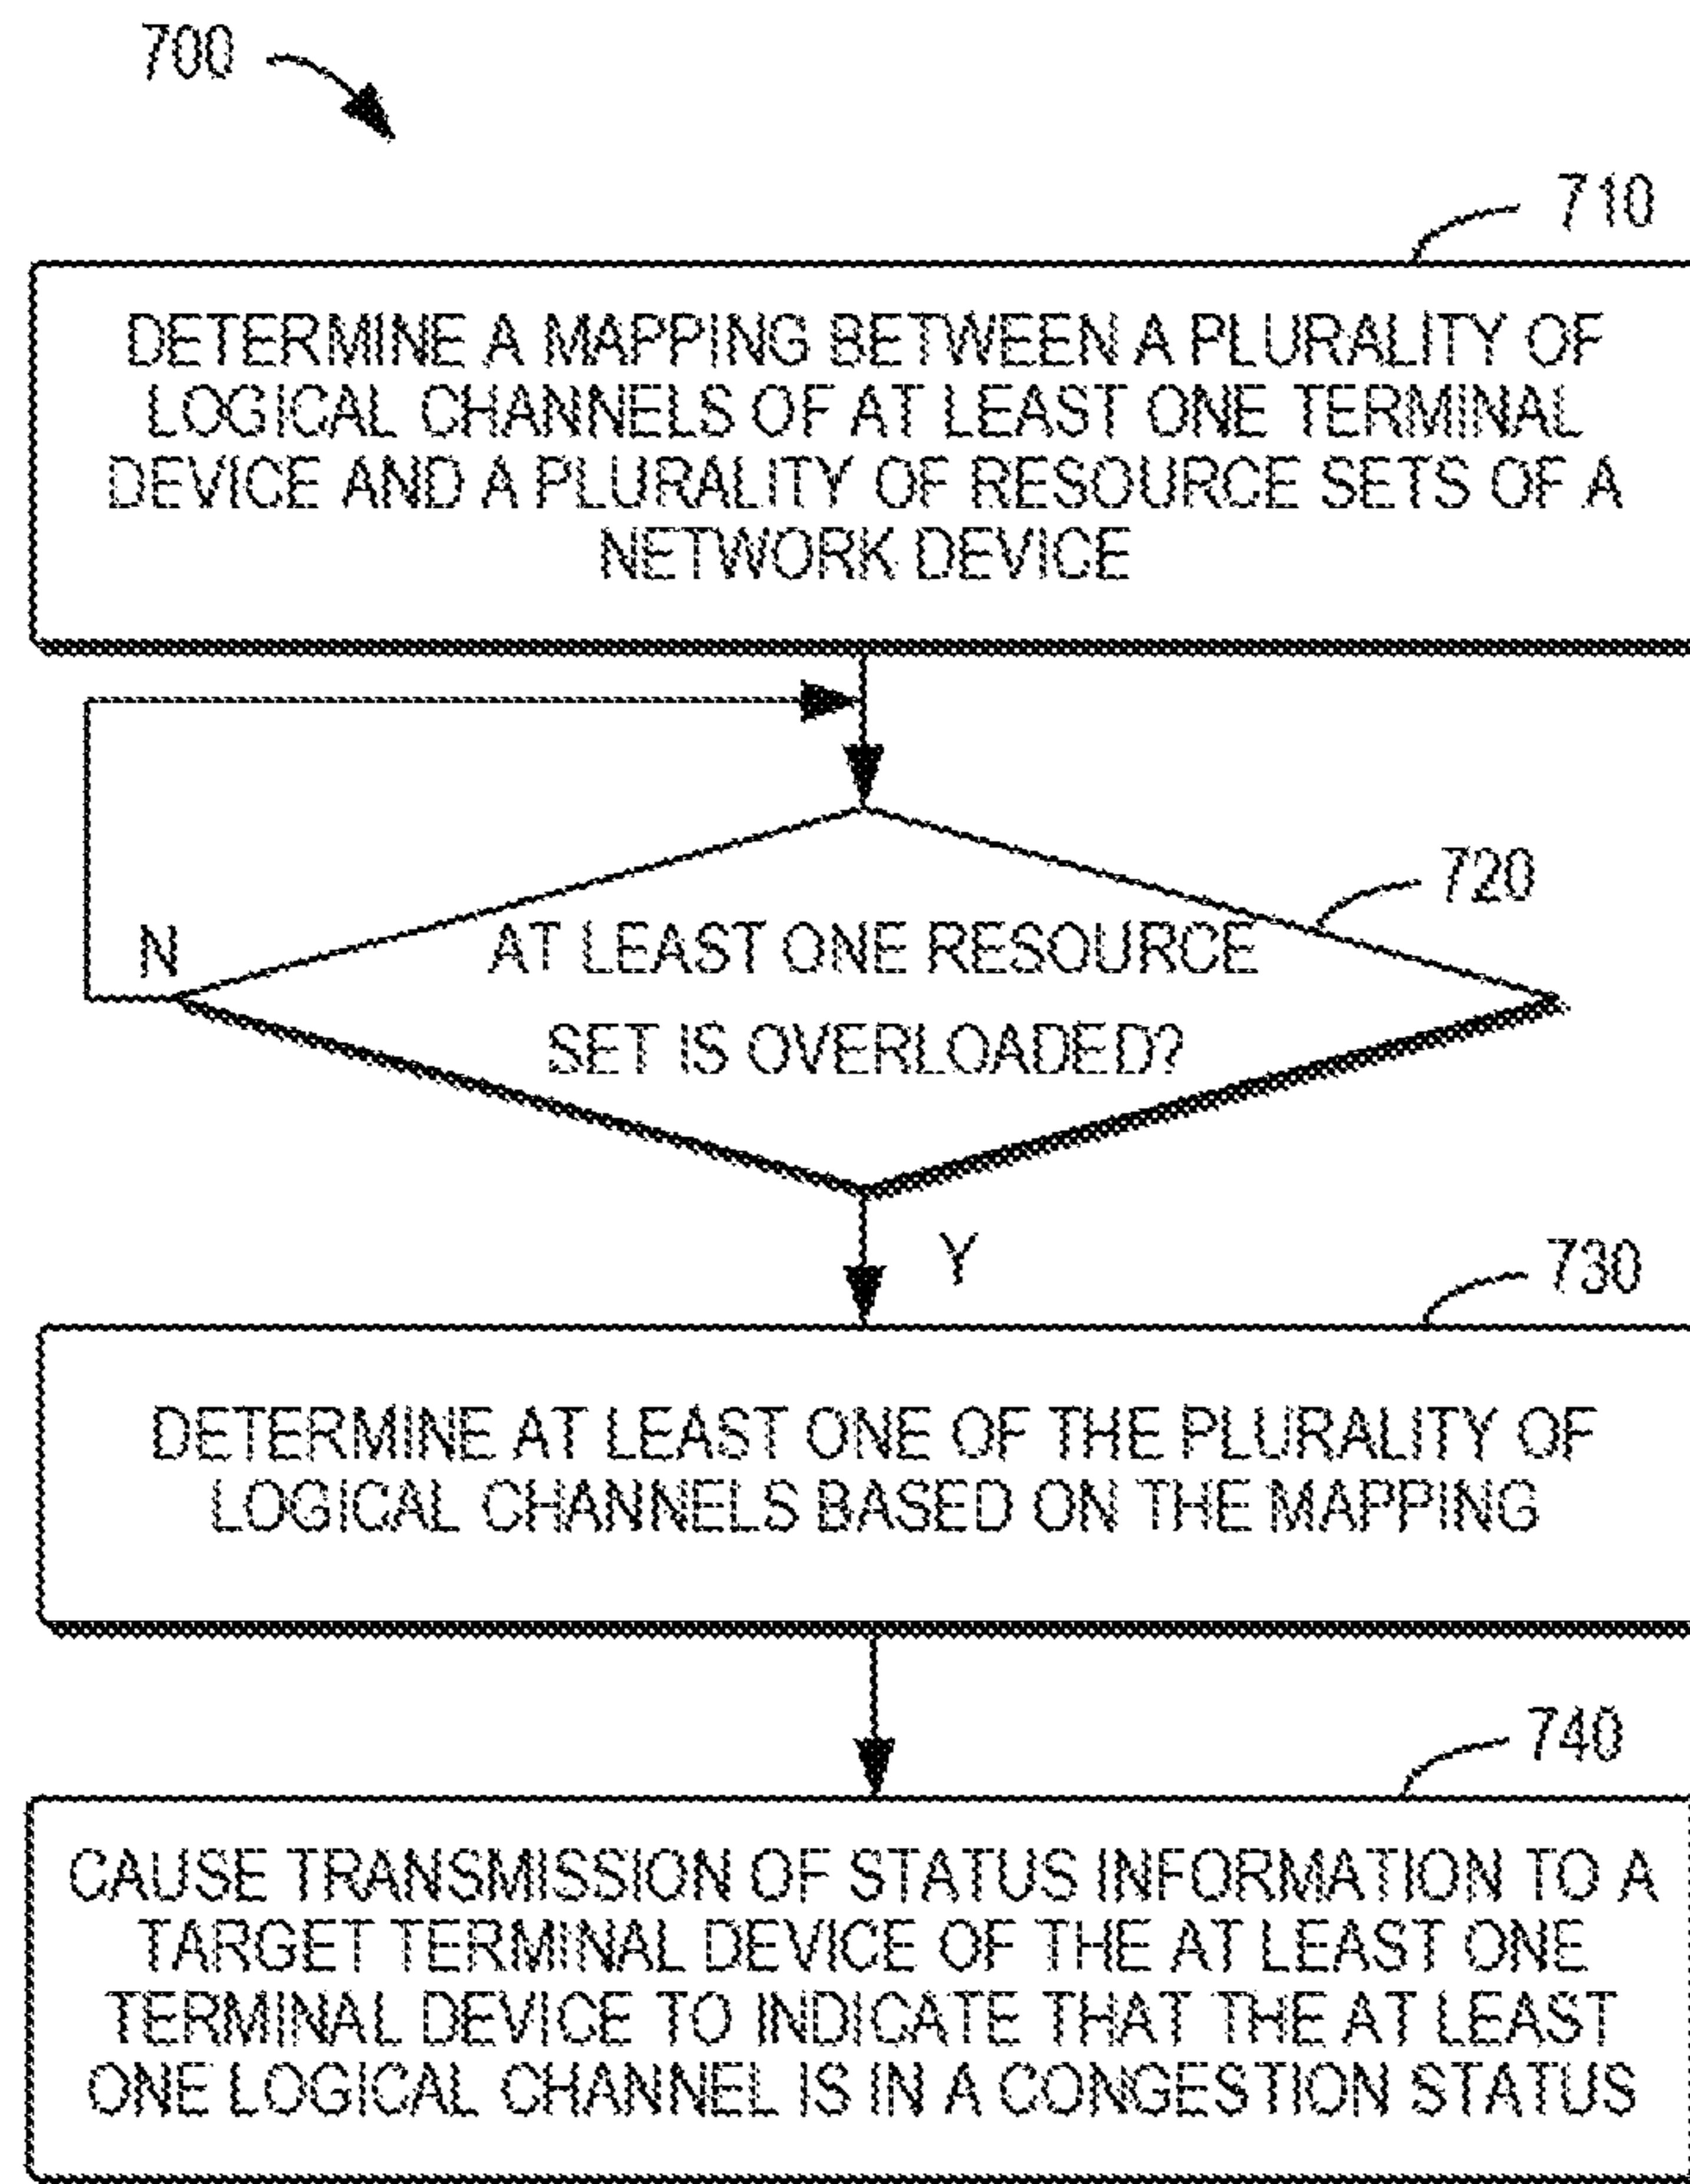 700
710
DETERMINE A MAPPING BETWEEN A PLURALITY OF
LOGICAL CHANNELS OF AT LEAST ONE TERMINAL
DEVICE AND A PLURALITY OF RESOURCE SETS OF A
NETWORK DEVICE
720
N
AT LEAST ONE RESOURCE
SET IS OVERLOADED?
Y
730
DETERMINE AT LEAST ONE OF THE PLURALITY OF
LOGICAL CHANNELS BASED ON THE MAPPING
740
CAUSE TRANSMISSION OF STATUS INFORMATION TO A
TARGET TERMINAL DEVICE OF THE AT LEAST ONE
TERMINAL DEVICE TO INDICATE THAT THE AT LEAST
ONE LOGICAL CHANNEL IS IN A CONGESTION STATUS